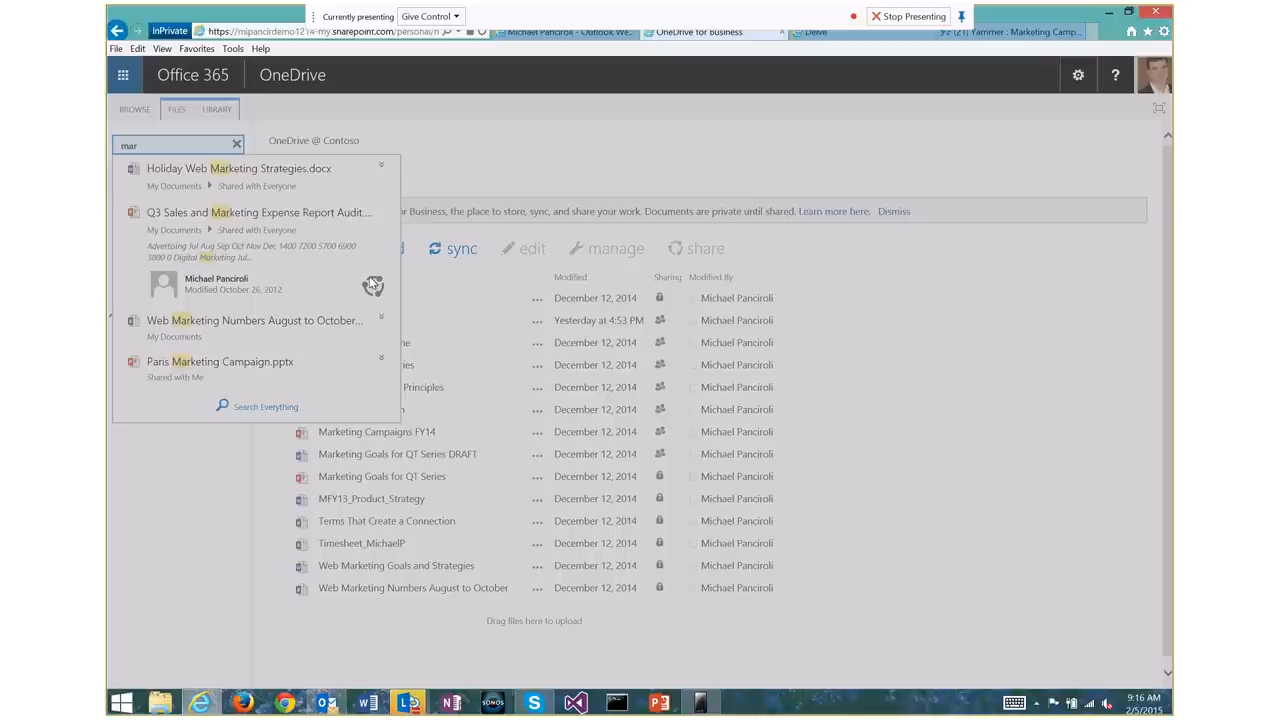 Currently presenting Give Control Stop Presenting
InPrivate https://mipancirdemo1214-my.sharepoint.com/personal/ Michael Panciroli - Outlook We... OneDrive for Business Delve (21) Yammer : Marketing Camp...
File Edit View Favorites Tools Help
Office 365 OneDrive ?
BROWSE FILES LIBRARY
mar OneDrive @ Contoso
Holiday Web Marketing Strategies.docx
My Documents Shared with Everyone
Q3 Sales and Marketing Expense Report Audit.... for Business, the place to store, sync, and share your work. Documents are private until shared. Learn more here. Dismiss
My Documents Shared with Everyone
Advertising Jul Aug Sep Oct Nov Dec 1400 7200 5700 6900 sync edit manage share
3800 0 Digital Marketing Jul...
Michael Panciroli Modified Sharing Modified By
Modified October 26, 2012
... December 12, 2014 Michael Panciroli
Web Marketing Numbers August to October... ... Yesterday at 4:53 PM Michael Panciroli
My Documents
... December 12, 2014 Michael Panciroli
Paris Marketing Campaign.pptx ... December 12, 2014 Michael Panciroli
Shared with Me
Principles ... December 12, 2014 Michael Panciroli
Search Everything ... December 12, 2014 Michael Panciroli
Marketing Campaigns FY14 ... December 12, 2014 Michael Panciroli
Marketing Goals for QT Series DRAFT ... December 12, 2014 Michael Panciroli
Marketing Goals for QT Series ... December 12, 2014 Michael Panciroli
MFY13_Product_Strategy ... December 12, 2014 Michael Panciroli
Terms That Create a Connection ... December 12, 2014 Michael Panciroli
Timesheet_MichaelP ... December 12, 2014 Michael Panciroli
Web Marketing Goals and Strategies ... December 12, 2014 Michael Panciroli
Web Marketing Numbers August to October ... December 12, 2014 Michael Panciroli
Drag files here to upload
SONOS
9:16 AM
2/5/2015